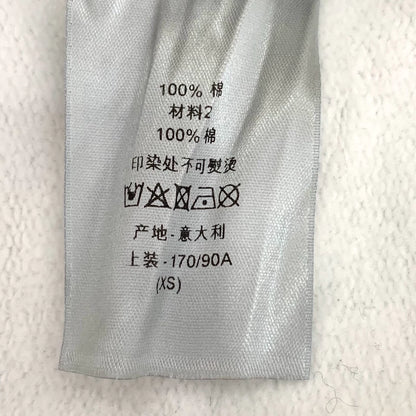 100% 棉
材料2
100% 棉
印染处不可熨烫
产地 - 意大利
上装 - 170/90A
(XS)